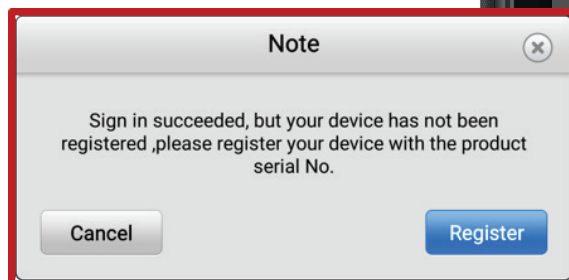 Note
Sign in succeeded, but your device has not been
registered ,please register your device with the product
serial No.
Cancel
Register